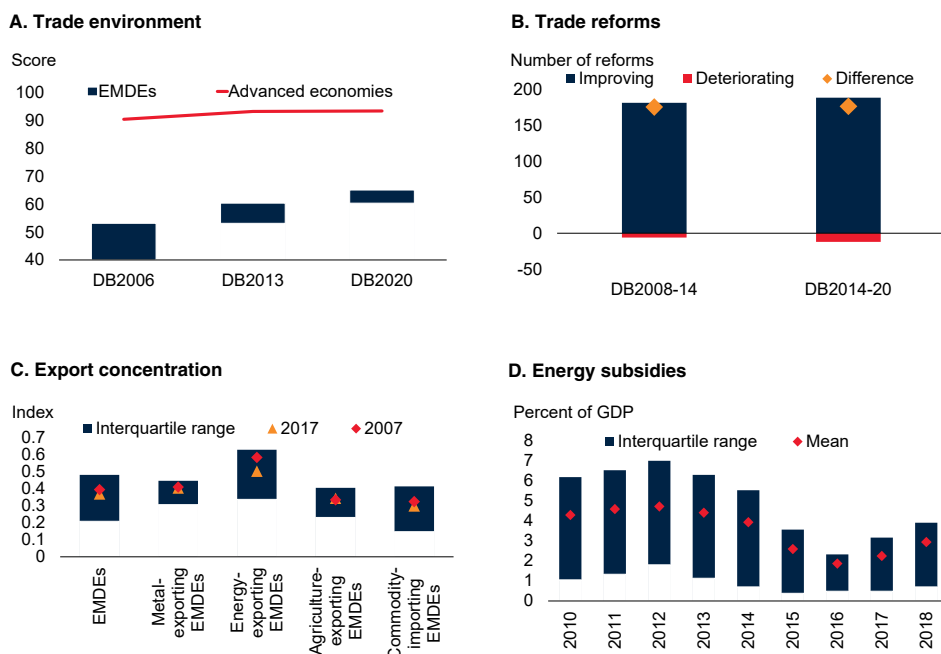 A. Trade environment
Score
EMDEs
Advanced economies
100
90
80
70
60
50
40
DB2006
DB2013
DB2020
B. Trade reforms
Number of reforms
Improving
Deteriorating
Difference
200
150
100
50
0
-50
DB2008-14
DB2014-20
C. Export concentration
Index
Interquartile range
2017
2007
0.7
0.6
0.5
0.4
0.3
0.2
0.1
0
EMDEs
Metal-
exporting
EMDEs
Energy-
exporting
EMDEs
Agriculture-
exporting
EMDEs
Commodity-
importing
EMDEs
D. Energy subsidies
Percent of GDP
Interquartile range
Mean
8
7
6
5
4
3
2
1
0
2010
2011
2012
2013
2014
2015
2016
2017
2018